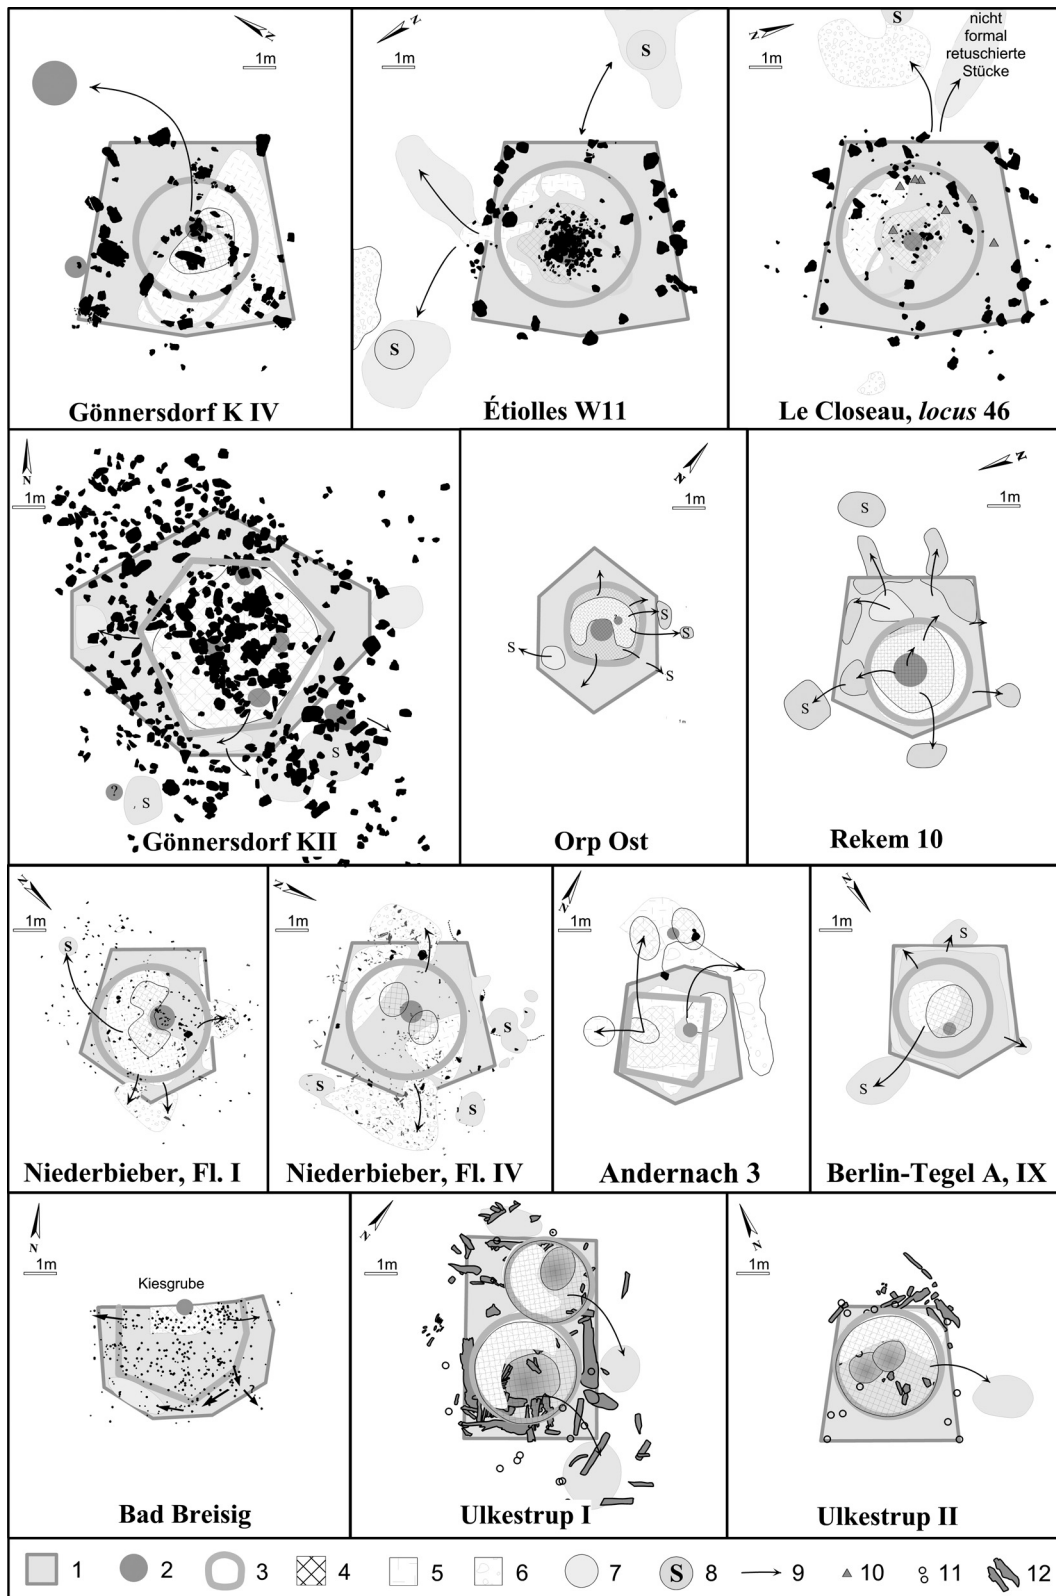 N
1m
Gönnersdorf K IV
N
1m
S
S
Étiolles W11
N
1m
S
nicht
formal
retuschierte
Stücke
Le Closeau, locus 46
N
1m
?
S
S
Gönnersdorf KII
N
1m
S
S
S
S
Orp Ost
N
1m
S
S
Rekem 10
N
1m
S
Niederbieber, Fl. I
N
1m
S
S
S
Niederbieber, Fl. IV
N
1m
Andernach 3
N
1m
S
S
Berlin-Tegel A, IX
N
1m
Kiesgrube
Bad Breisig
N
1m
Ulkestrup I
N
1m
Ulkestrup II
1 2 3 4 5 6 7 S 8 9 10 11 12